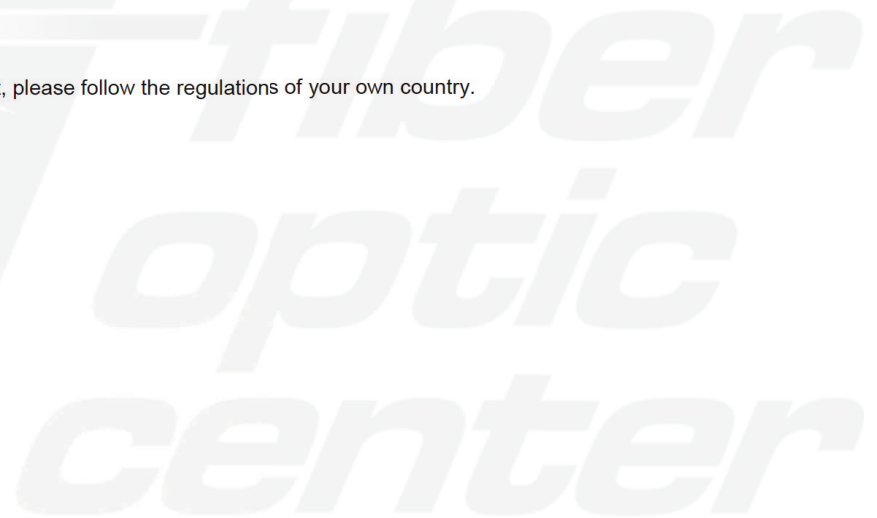 fiber
, please follow the regulations of your own country.
optic
center